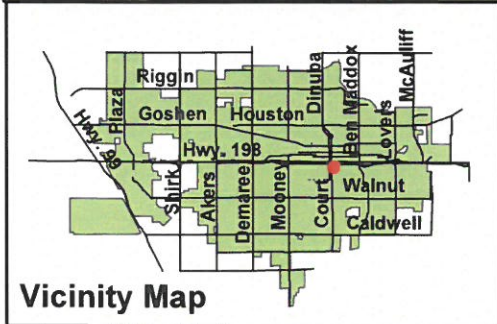 Riggin
Goshen
Houston
Hwy. 198
Walnut
Caldwell
Hwy. 99
Plaza
Shirk
Akers
Demaree
Mooney
Court
Dinuba
Ben Maddox
Lovers
McAuliff
Vicinity Map